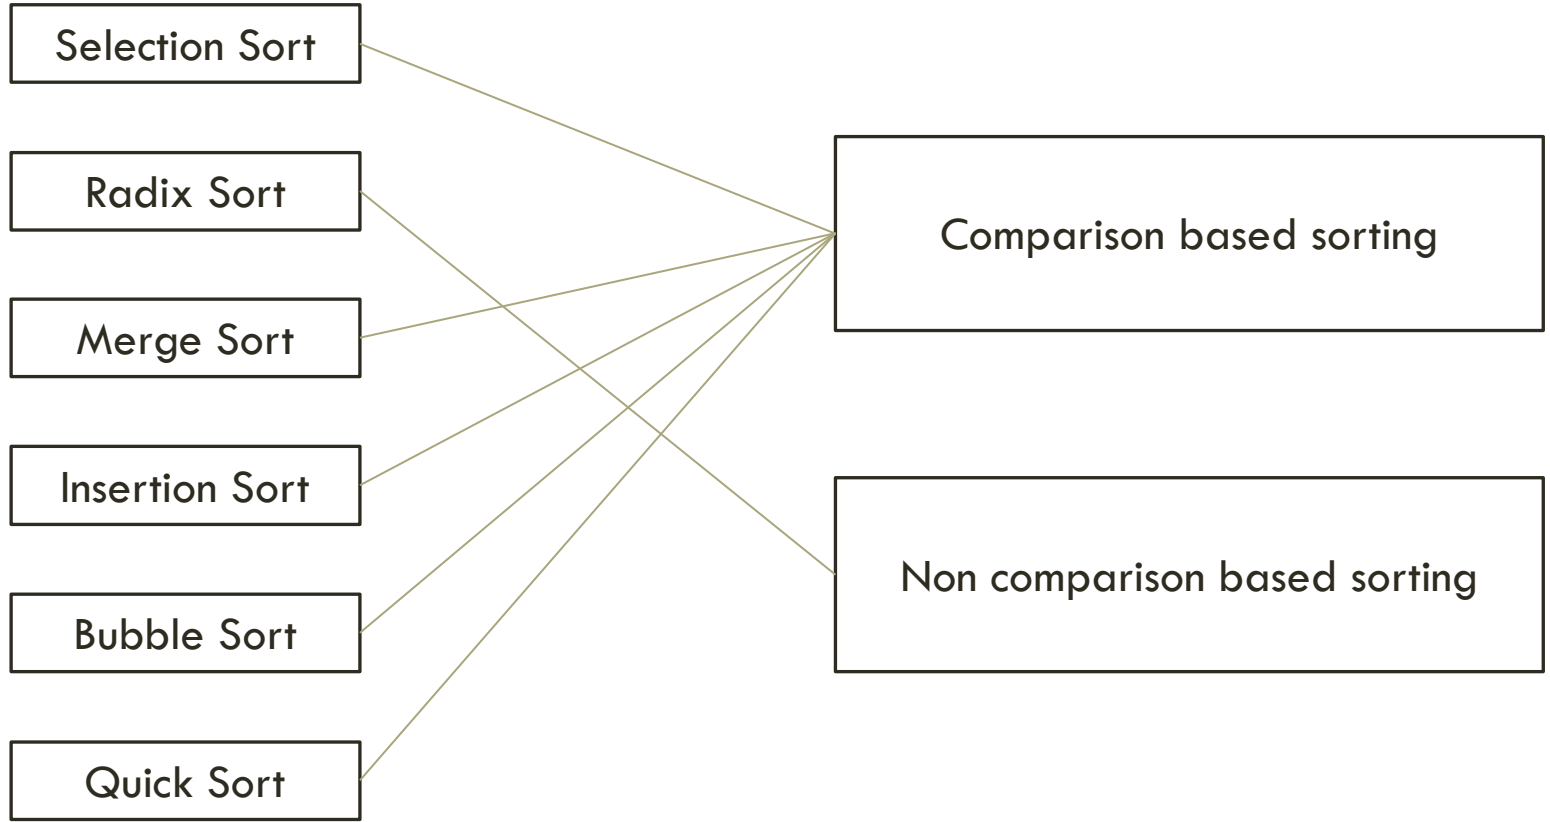 Selection Sort
Radix Sort
Merge Sort
Insertion Sort
Bubble Sort
Quick Sort
Comparison based sorting
Non comparison based sorting